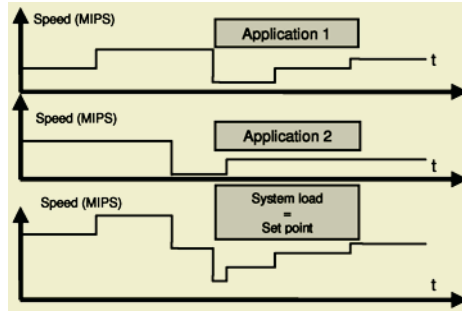 Speed (MIPS)
Application 1
t
Speed (MIPS)
Application 2
t
Speed (MIPS)
System load
=
Set point
t